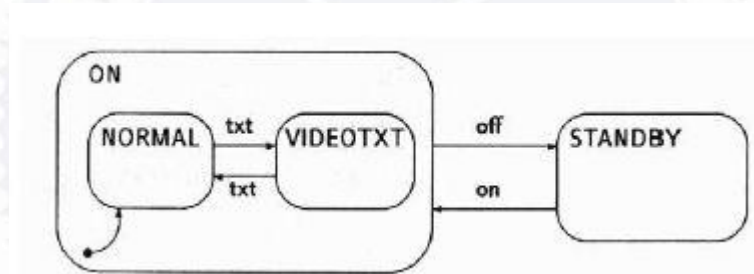 ON
NORMAL
txt
VIDEOTXT
txt
off
on
STANDBY